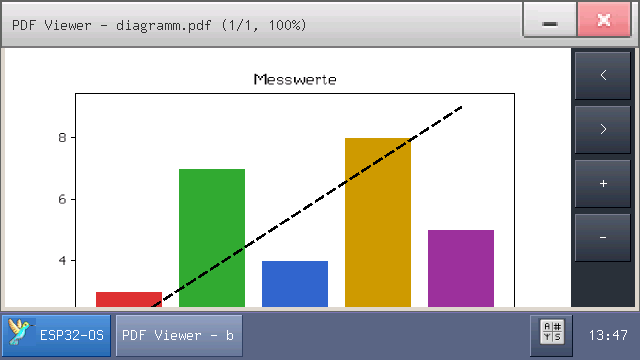 PDF Viewer - diagramm.pdf (1/1, 100%)
Messwerte
8
6
4
<
>
+
-
ESP32-OS
PDF Viewer - b
A#
TS
13:47